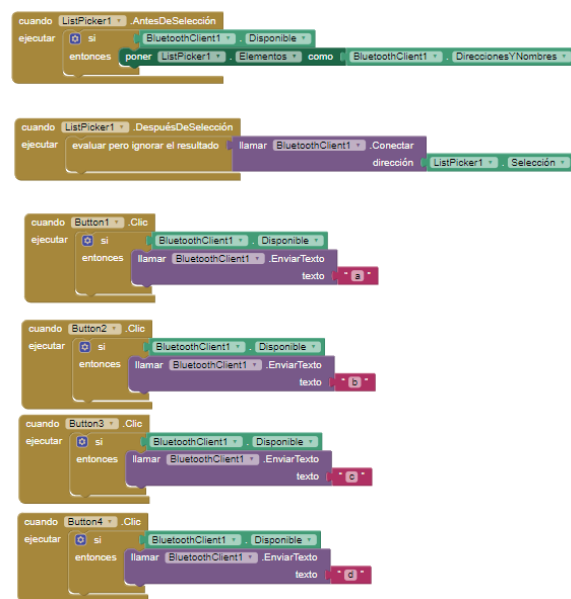 cuando ListPicker1 .AntesDeSelección
ejecutar si BluetoothClient1 . Disponible
entonces poner ListPicker1 . Elementos como BluetoothClient1 . DireccionesYNombres
cuando ListPicker1 .DespuésDeSelección
ejecutar evaluar pero ignorar el resultado llamar BluetoothClient1 .Conectar
dirección ListPicker1 . Selección
cuando Button1 .Clic
ejecutar si BluetoothClient1 . Disponible
entonces llamar BluetoothClient1 .EnviarTexto
texto " a "
cuando Button2 .Clic
ejecutar si BluetoothClient1 . Disponible
entonces llamar BluetoothClient1 .EnviarTexto
texto " b "
cuando Button3 .Clic
ejecutar si BluetoothClient1 . Disponible
entonces llamar BluetoothClient1 .EnviarTexto
texto " c "
cuando Button4 .Clic
ejecutar si BluetoothClient1 . Disponible
entonces llamar BluetoothClient1 .EnviarTexto
texto " d "